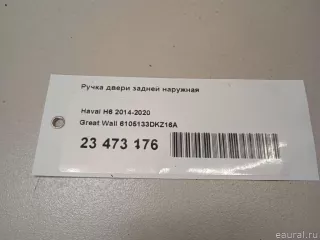 Ручка двери задней наружная
Haval H6 2014-2020
Great Wall 6105133DKZ16A
23 473 176
eaural.ru